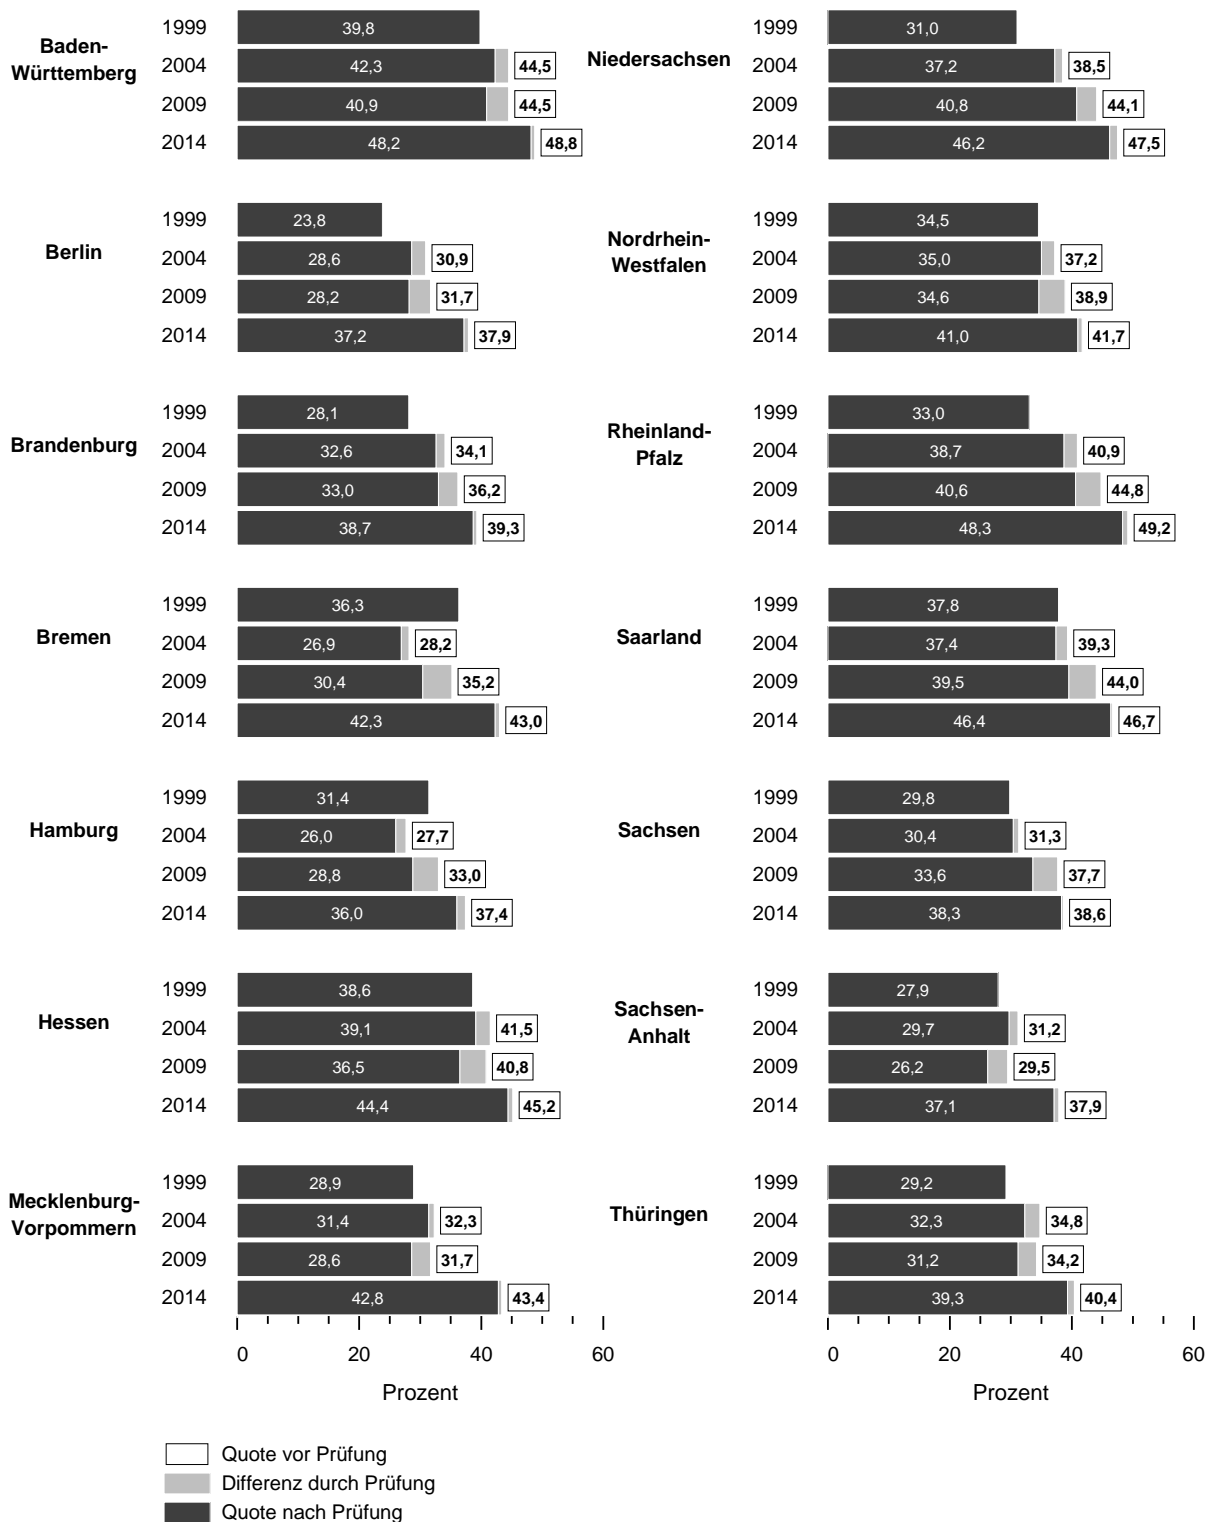 Baden-
Württemberg
1999 39,8
2004 42,3 44,5
2009 40,9 44,5
2014 48,2 48,8
Berlin
1999 23,8
2004 28,6 30,9
2009 28,2 31,7
2014 37,2 37,9
Brandenburg
1999 28,1
2004 32,6 34,1
2009 33,0 36,2
2014 38,7 39,3
Bremen
1999 36,3
2004 26,9 28,2
2009 30,4 35,2
2014 42,3 43,0
Hamburg
1999 31,4
2004 26,0 27,7
2009 28,8 33,0
2014 36,0 37,4
Hessen
1999 38,6
2004 39,1 41,5
2009 36,5 40,8
2014 44,4 45,2
Mecklenburg-
Vorpommern
1999 28,9
2004 31,4 32,3
2009 28,6 31,7
2014 42,8 43,4
0 20 40 60
Prozent
Niedersachsen
1999 31,0
2004 37,2 38,5
2009 40,8 44,1
2014 46,2 47,5
Nordrhein-
Westfalen
1999 34,5
2004 35,0 37,2
2009 34,6 38,9
2014 41,0 41,7
Rheinland-
Pfalz
1999 33,0
2004 38,7 40,9
2009 40,6 44,8
2014 48,3 49,2
Saarland
1999 37,8
2004 37,4 39,3
2009 39,5 44,0
2014 46,4 46,7
Sachsen
1999 29,8
2004 30,4 31,3
2009 33,6 37,7
2014 38,3 38,6
Sachsen-
Anhalt
1999 27,9
2004 29,7 31,2
2009 26,2 29,5
2014 37,1 37,9
Thüringen
1999 29,2
2004 32,3 34,8
2009 31,2 34,2
2014 39,3 40,4
0 20 40 60
Prozent
Quote vor Prüfung
Differenz durch Prüfung
Quote nach Prüfung